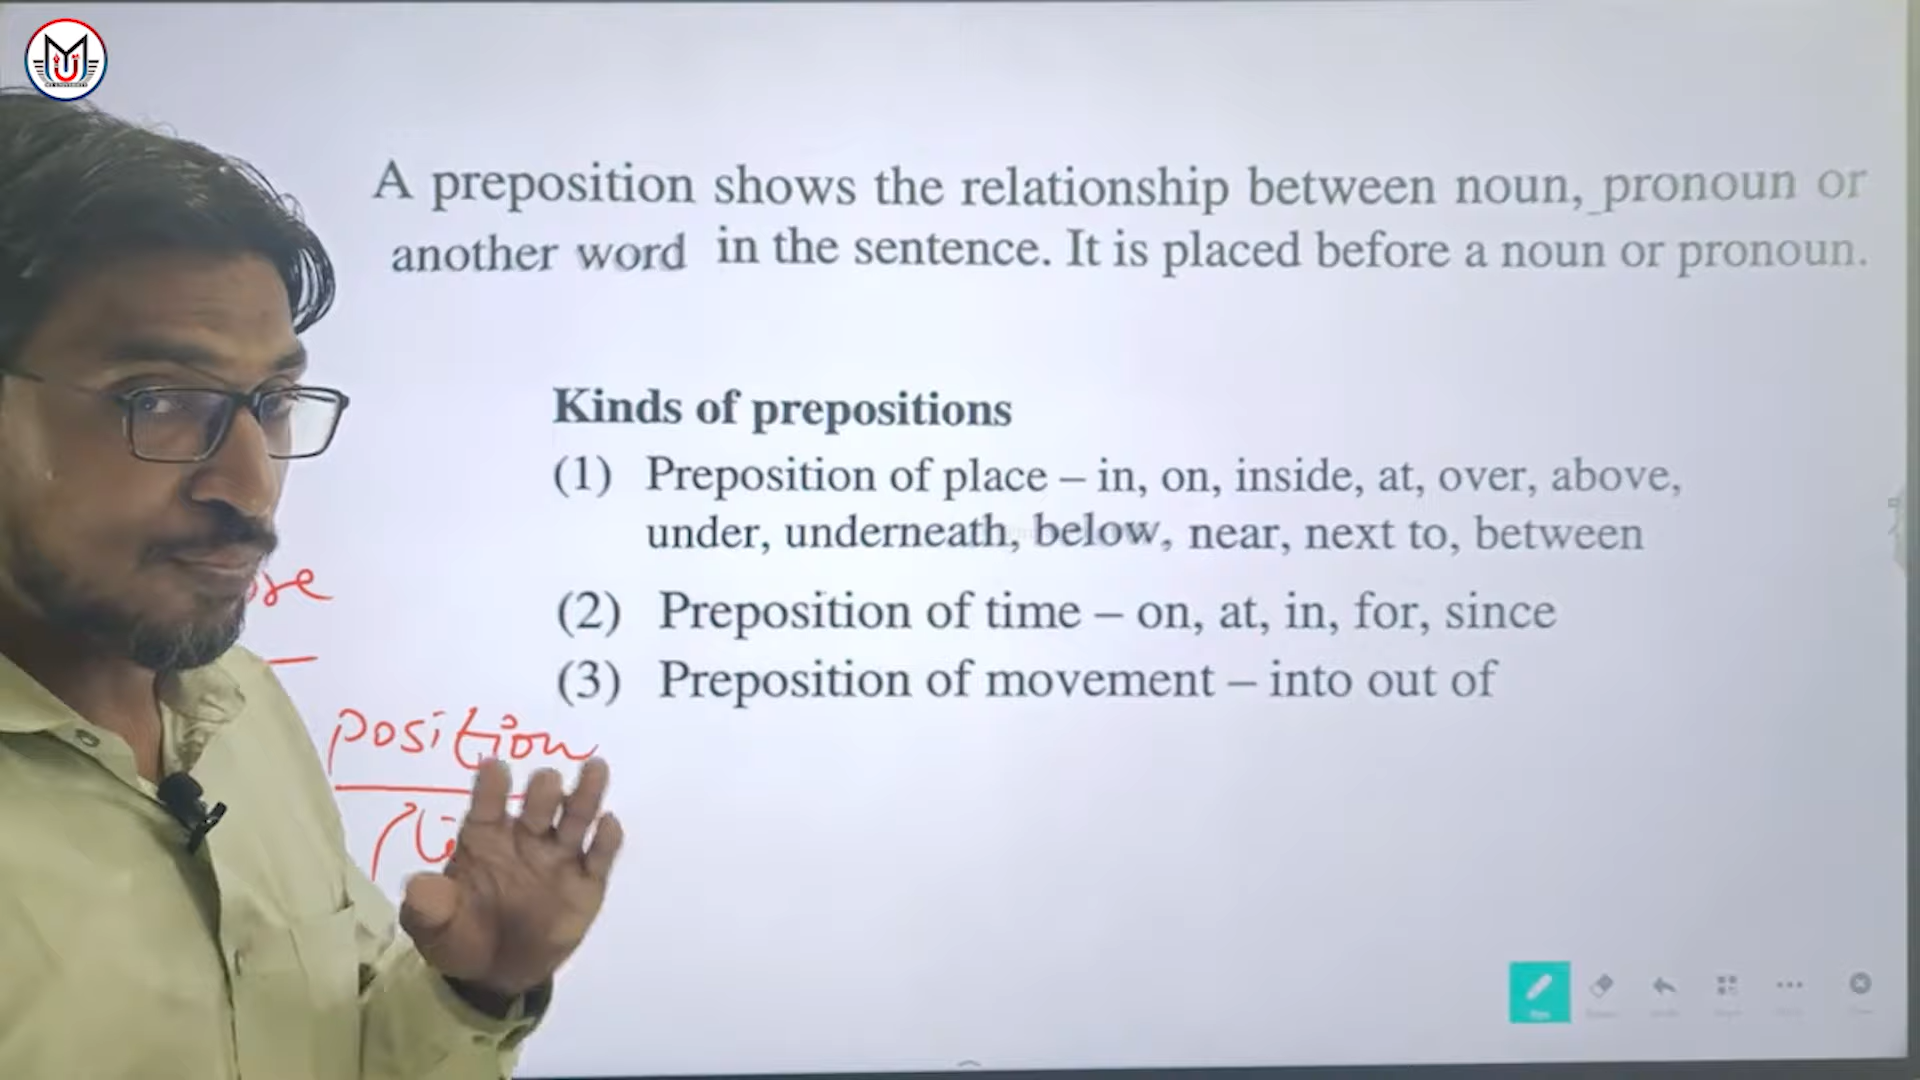 A preposition shows the relationship between noun, pronoun or
another word in the sentence. It is placed before a noun or pronoun.
Kinds of prepositions
(1) Preposition of place – in, on, inside, at, over, above,
under, underneath, below, near, next to, between
(2) Preposition of time – on, at, in, for, since
(3) Preposition of movement – into out of
position